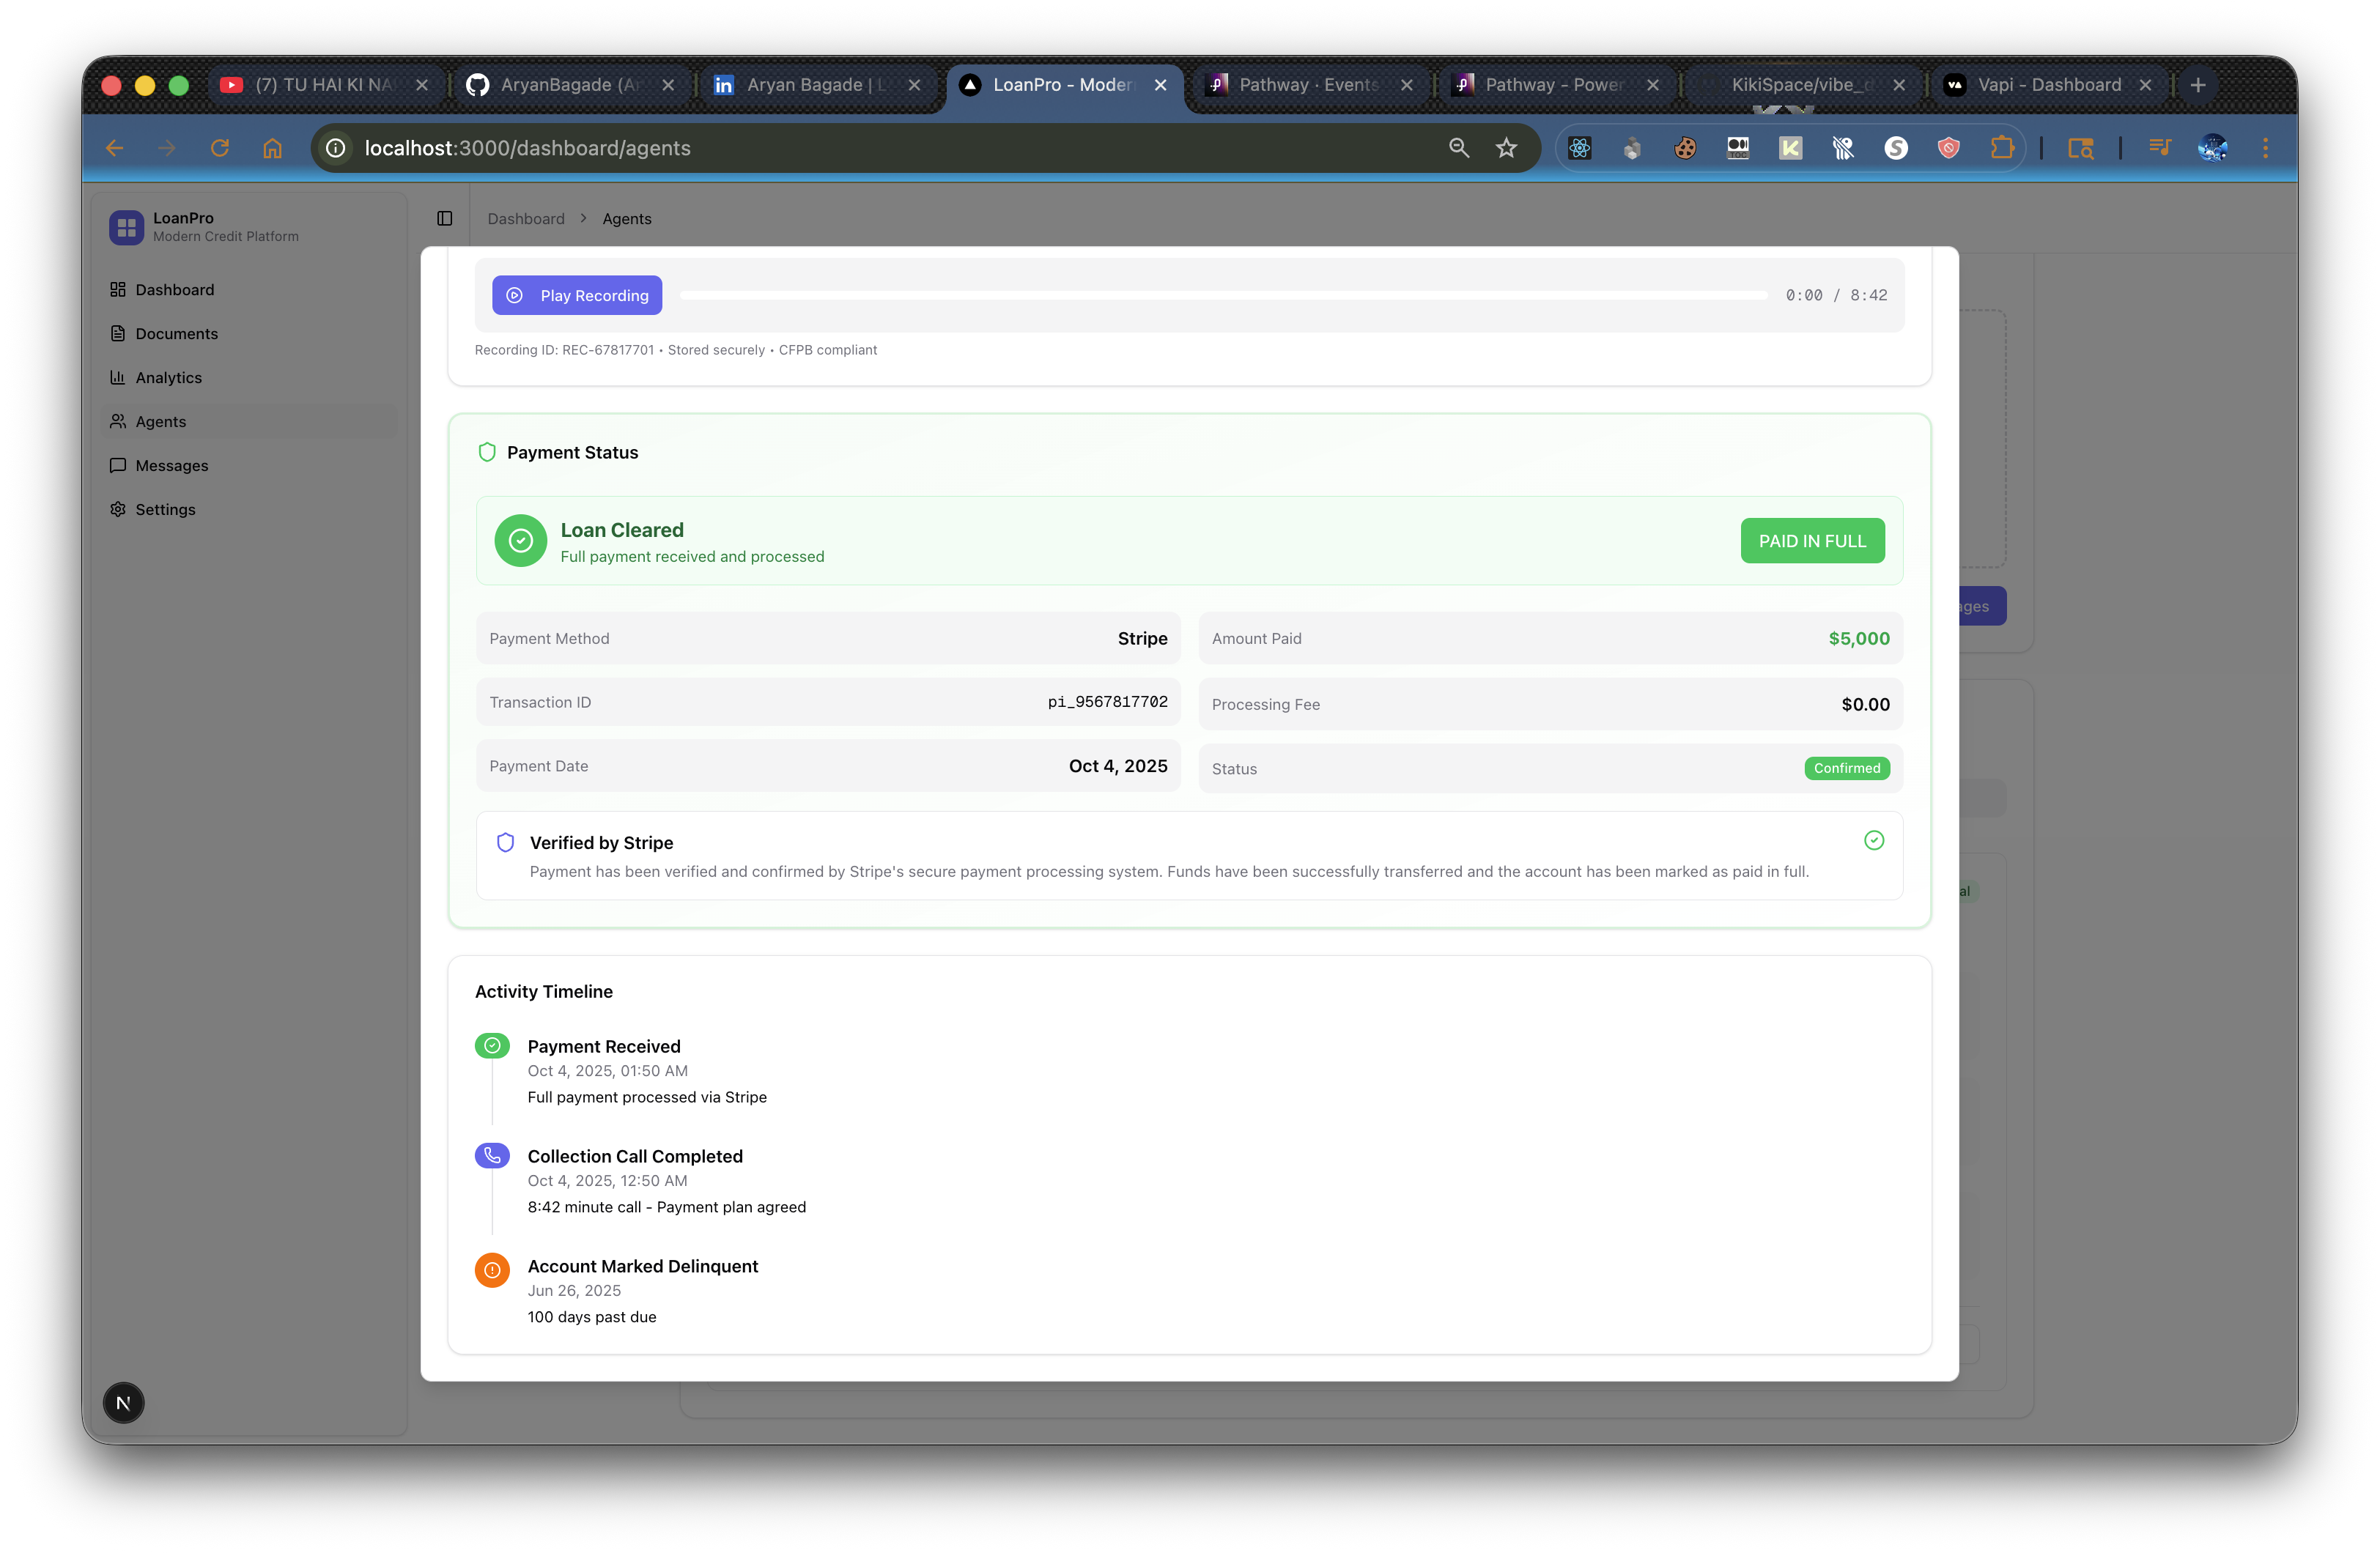 (7) TU HAI KI NA
AryanBagade (Ar
Aryan Bagade | L
LoanPro - Moder
Pathway · Events
Pathway - Power
KikiSpace/vibe_d
Vapi - Dashboard
localhost:3000/dashboard/agents
LoanPro
Modern Credit Platform
Dashboard
Documents
Analytics
Agents
Messages
Settings
Dashboard > Agents
Play Recording
0:00 / 8:42
Recording ID: REC-67817701 • Stored securely • CFPB compliant
Payment Status
Loan Cleared
Full payment received and processed
PAID IN FULL
Payment Method
Stripe
Amount Paid
$5,000
Transaction ID
pi_9567817702
Processing Fee
$0.00
Payment Date
Oct 4, 2025
Status
Confirmed
Verified by Stripe
Payment has been verified and confirmed by Stripe's secure payment processing system. Funds have been successfully transferred and the account has been marked as paid in full.
Activity Timeline
Payment Received
Oct 4, 2025, 01:50 AM
Full payment processed via Stripe
Collection Call Completed
Oct 4, 2025, 12:50 AM
8:42 minute call - Payment plan agreed
Account Marked Delinquent
Jun 26, 2025
100 days past due
ages
al
N